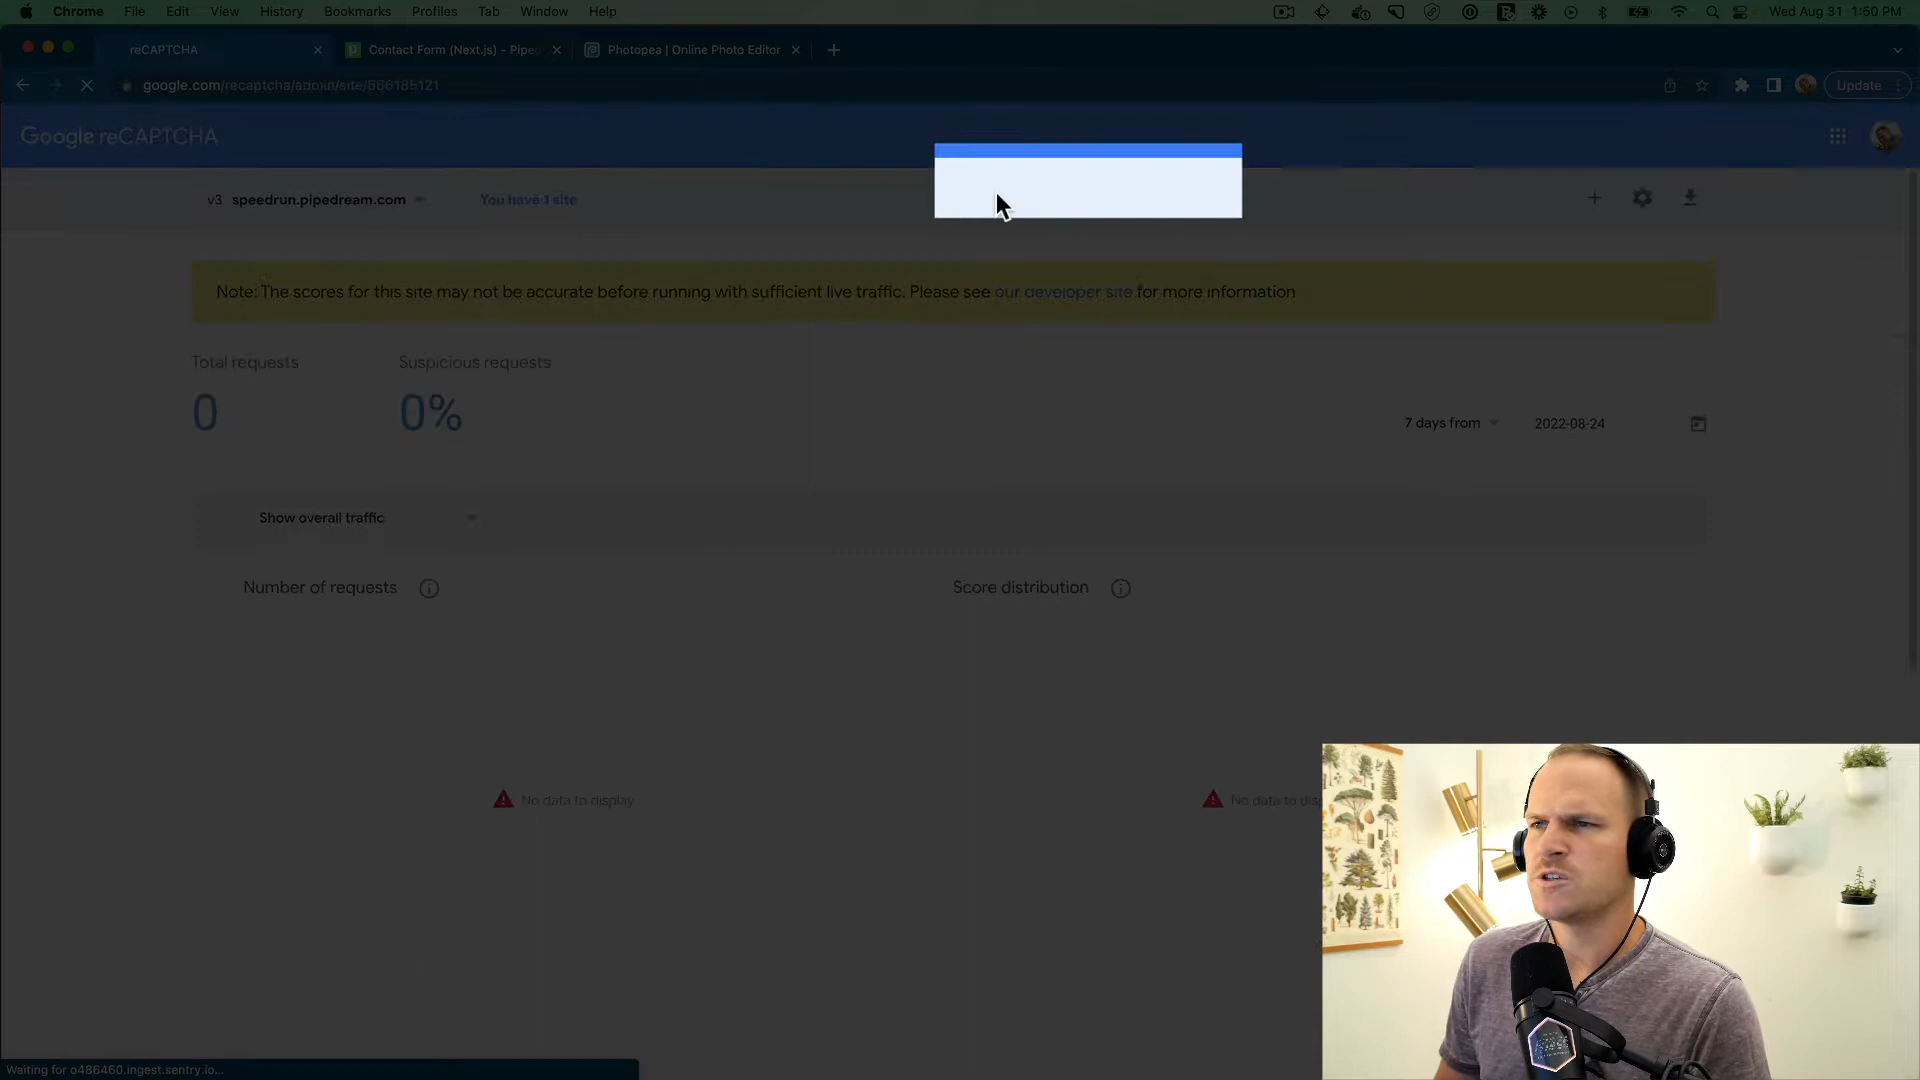 Chrome File Edit View History Bookmarks Profiles Tab Window Help Wed Aug 31 1:50 PM
reCAPTCHA Contact Form (Next.js) - Piped Photopea | Online Photo Editor
google.com/recaptcha/admin/site/566185121 Update
Google reCAPTCHA
v3 speedrun.pipedream.com You have 1 site
Note: The scores for this site may not be accurate before running with sufficient live traffic. Please see our developer site for more information
Total requests Suspicious requests
0 0%
7 days from 2022-08-24
Show overall traffic
Number of requests Score distribution
No data to display No data to disp
Waiting for o486460.ingest.sentry.io...